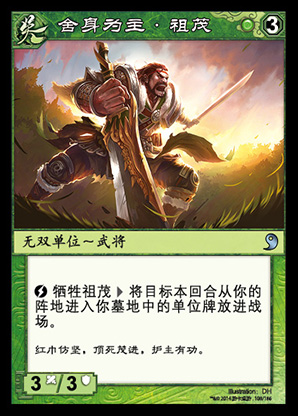 舍身为主·祖茂
3
无双单位~武将
牺牲祖茂▶将目标本回合从你的
阵地进入你墓地中的单位牌放进战
场。
红巾仿坚，顶死茂进，护主有功。
3/3
Illustration: DH